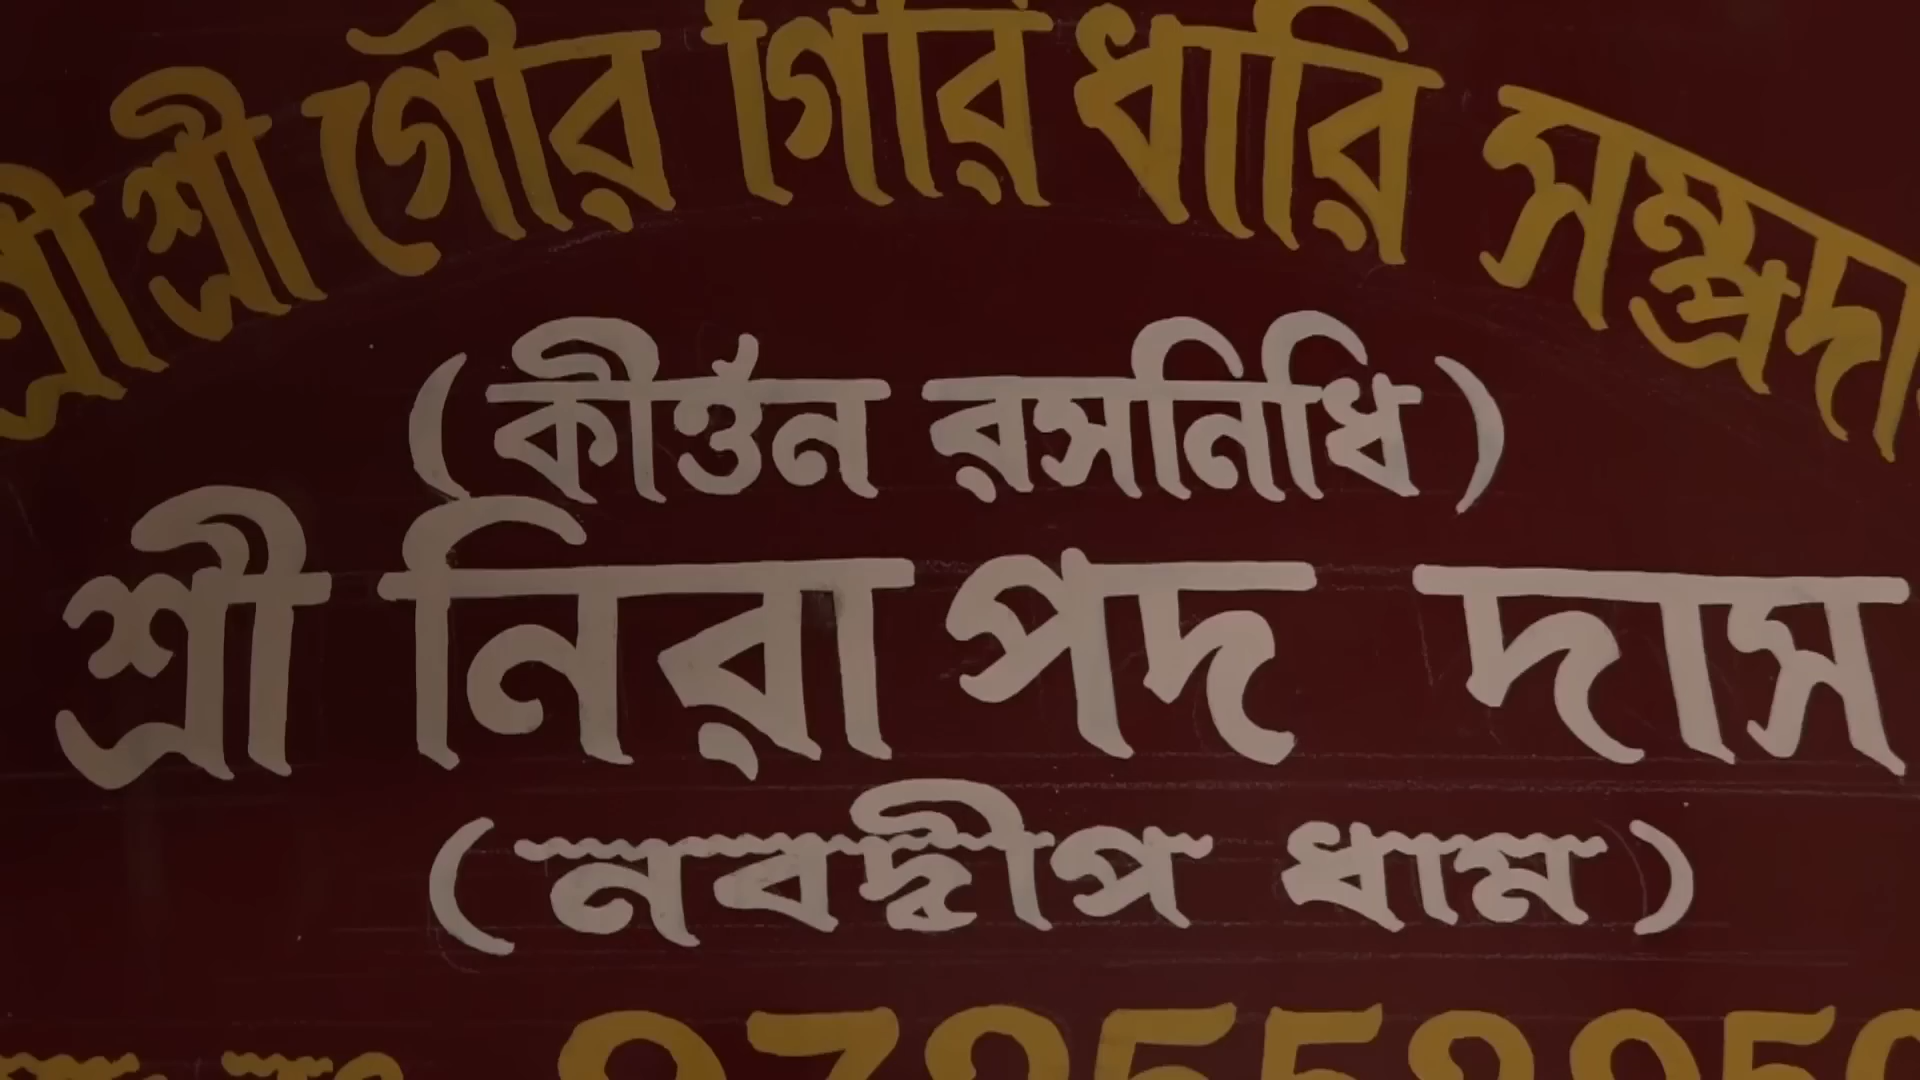 শ্রী শ্রী গৌর গিরিধারি সম্প্রদা
(কীর্ত্তন রসনিধি)
শ্রী নিরাপদ দাস
(নবদ্বীপ ধাম)